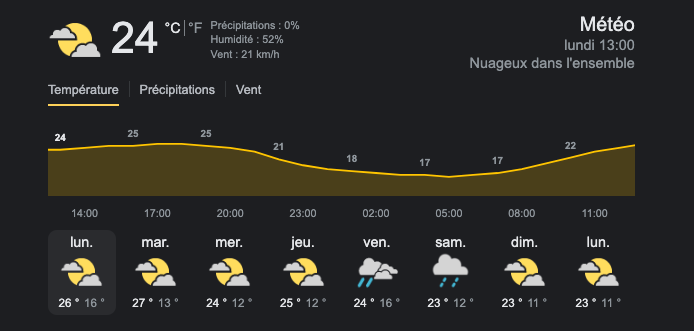 24 °C | °F
Précipitations : 0%
Humidité : 52%
Vent : 21 km/h
Météo
lundi 13:00
Nuageux dans l'ensemble
Température | Précipitations | Vent
24 25 25 21 18 17 17 22
14:00 17:00 20:00 23:00 02:00 05:00 08:00 11:00
lun. mar. mer. jeu. ven. sam. dim. lun.
26 ° 16 ° 27 ° 13 ° 24 ° 12 ° 25 ° 12 ° 24 ° 16 ° 23 ° 12 ° 23 ° 11 ° 23 ° 11 °